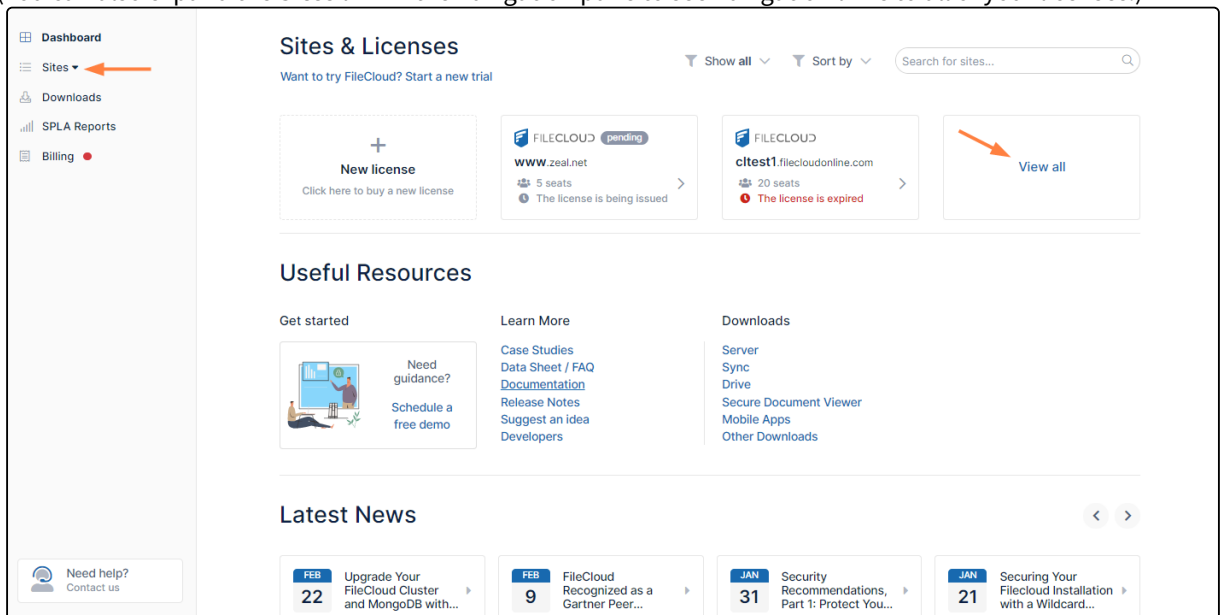 Dashboard
Sites
Downloads
SPLA Reports
Billing
Need help?
Contact us
Sites & Licenses
Want to try FileCloud? Start a new trial
Show all
Sort by
Search for sites...
New license
Click here to buy a new license
FILECLOUD pending
www.zeal.net
5 seats
The license is being issued
FILECLOUD
cltest1.filecloudonline.com
20 seats
The license is expired
View all
Useful Resources
Get started
Need
guidance?
Schedule a
free demo
Learn More
Case Studies
Data Sheet / FAQ
Documentation
Release Notes
Suggest an idea
Developers
Downloads
Server
Sync
Drive
Secure Document Viewer
Mobile Apps
Other Downloads
Latest News
FEB
22
Upgrade Your
FileCloud Cluster
and MongoDB with...
FEB
9
FileCloud
Recognized as a
Gartner Peer...
JAN
31
Security
Recommendations,
Part 1: Protect You...
JAN
21
Securing Your
Filecloud Installation
with a Wildcard...